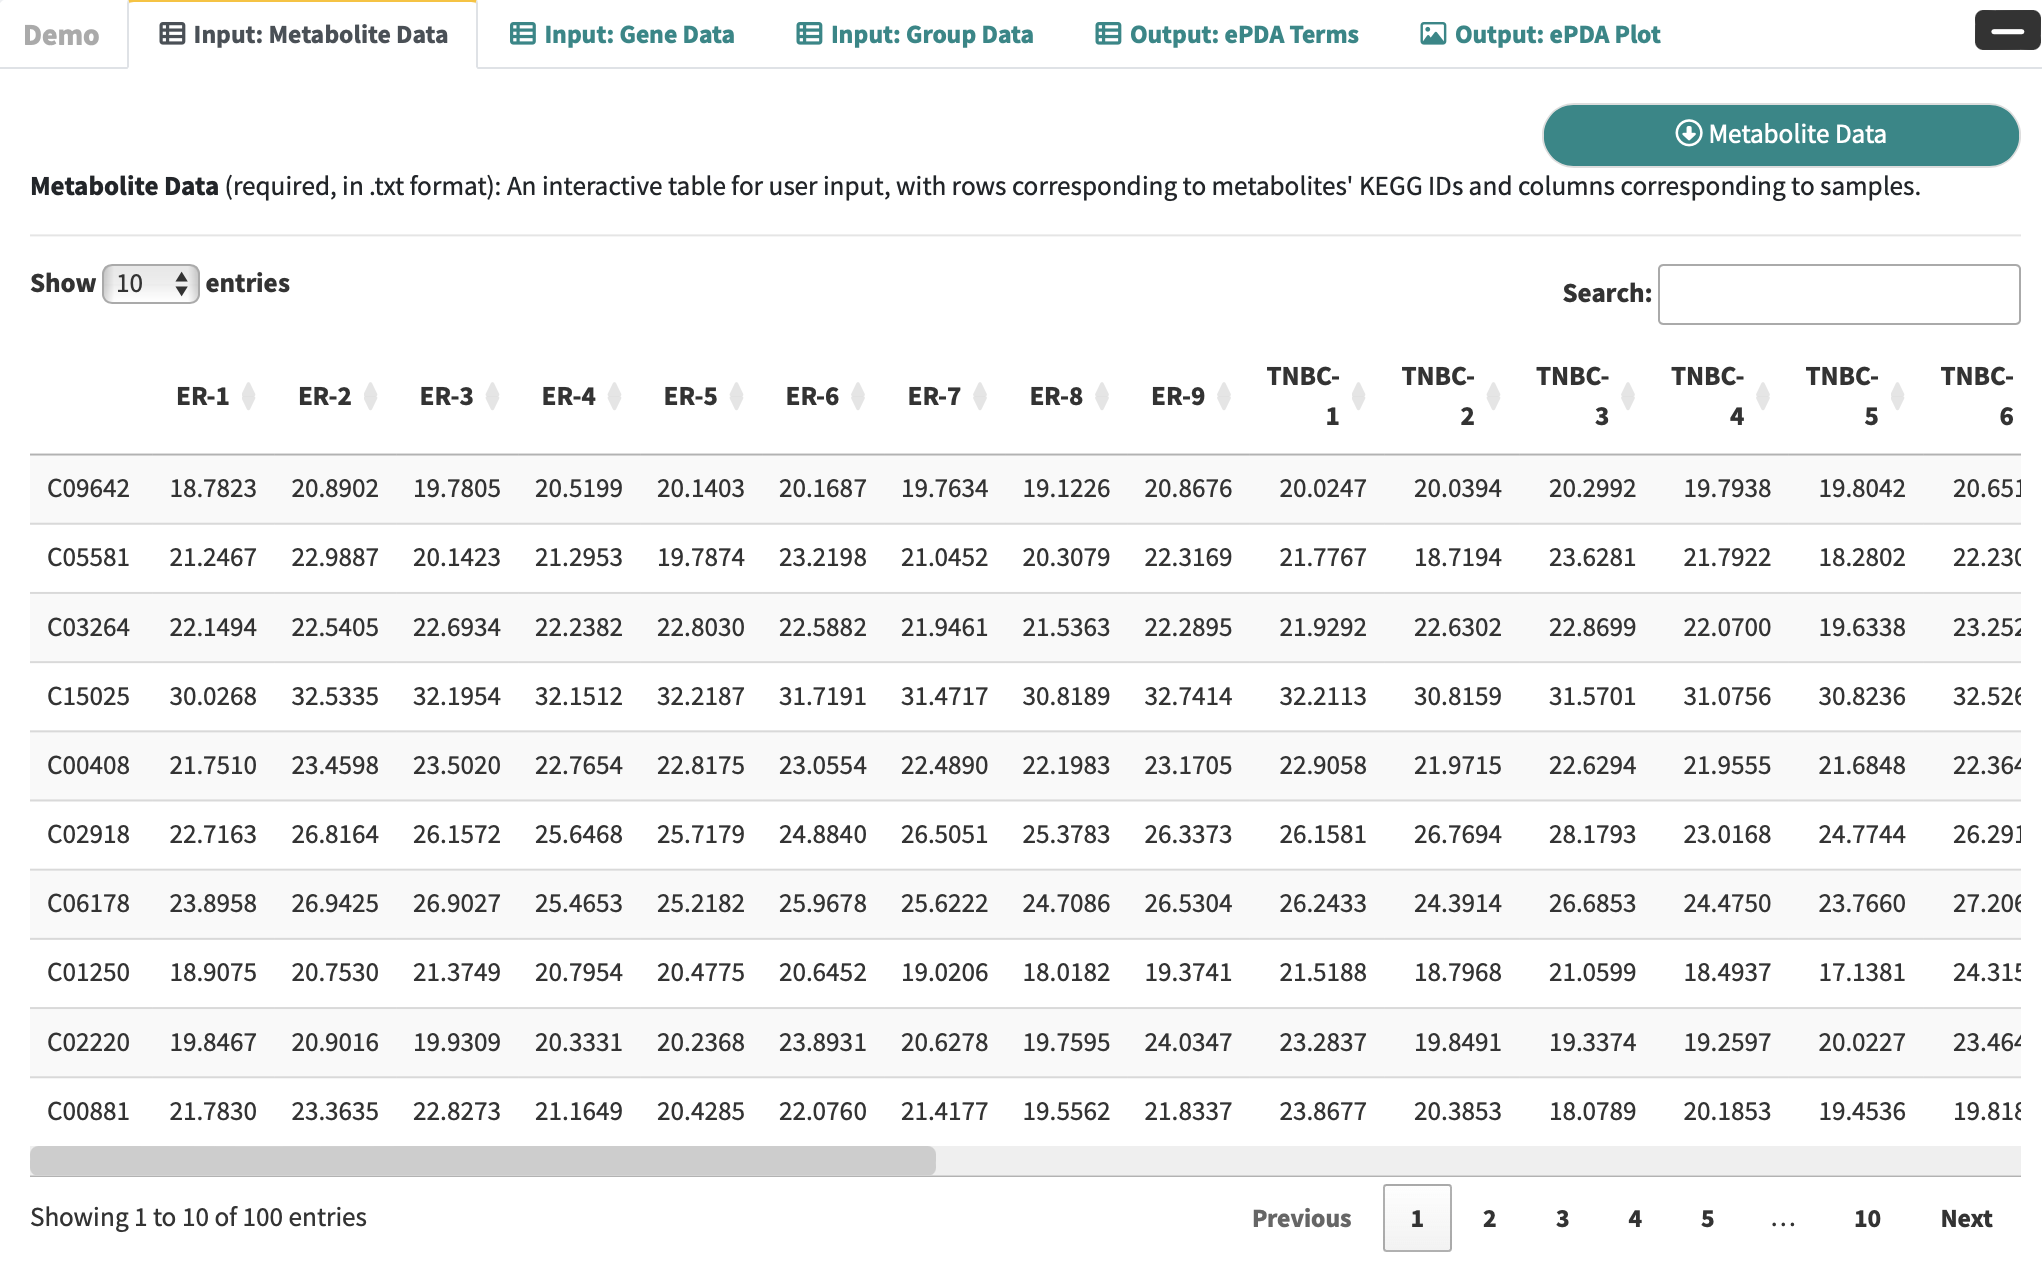 Demo Input: Metabolite Data Input: Gene Data Input: Group Data Output: ePDA Terms Output: ePDA Plot
Metabolite Data
Metabolite Data (required, in .txt format): An interactive table for user input, with rows corresponding to metabolites' KEGG IDs and columns corresponding to samples.
Show 10 entries
Search:
ER-1 ER-2 ER-3 ER-4 ER-5 ER-6 ER-7 ER-8 ER-9 TNBC-1 TNBC-2 TNBC-3 TNBC-4 TNBC-5 TNBC-6
C09642 18.7823 20.8902 19.7805 20.5199 20.1403 20.1687 19.7634 19.1226 20.8676 20.0247 20.0394 20.2992 19.7938 19.8042 20.651
C05581 21.2467 22.9887 20.1423 21.2953 19.7874 23.2198 21.0452 20.3079 22.3169 21.7767 18.7194 23.6281 21.7922 18.2802 22.230
C03264 22.1494 22.5405 22.6934 22.2382 22.8030 22.5882 21.9461 21.5363 22.2895 21.9292 22.6302 22.8699 22.0700 19.6338 23.252
C15025 30.0268 32.5335 32.1954 32.1512 32.2187 31.7191 31.4717 30.8189 32.7414 32.2113 30.8159 31.5701 31.0756 30.8236 32.526
C00408 21.7510 23.4598 23.5020 22.7654 22.8175 23.0554 22.4890 22.1983 23.1705 22.9058 21.9715 22.6294 21.9555 21.6848 22.364
C02918 22.7163 26.8164 26.1572 25.6468 25.7179 24.8840 26.5051 25.3783 26.3373 26.1581 26.7694 28.1793 23.0168 24.7744 26.291
C06178 23.8958 26.9425 26.9027 25.4653 25.2182 25.9678 25.6222 24.7086 26.5304 26.2433 24.3914 26.6853 24.4750 23.7660 27.206
C01250 18.9075 20.7530 21.3749 20.7954 20.4775 20.6452 19.0206 18.0182 19.3741 21.5188 18.7968 21.0599 18.4937 17.1381 24.315
C02220 19.8467 20.9016 19.9309 20.3331 20.2368 23.8931 20.6278 19.7595 24.0347 23.2837 19.8491 19.3374 19.2597 20.0227 23.464
C00881 21.7830 23.3635 22.8273 21.1649 20.4285 22.0760 21.4177 19.5562 21.8337 23.8677 20.3853 18.0789 20.1853 19.4536 19.818
Showing 1 to 10 of 100 entries
Previous 1 2 3 4 5 ... 10 Next